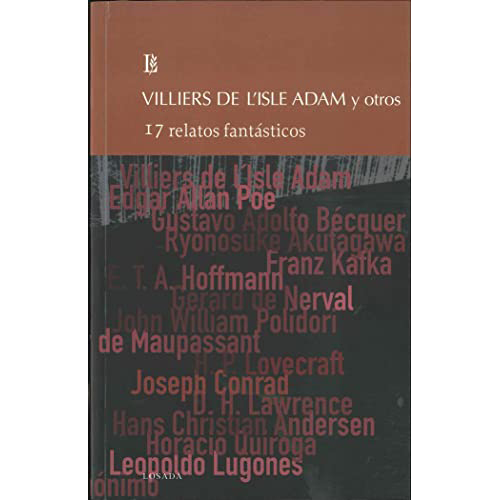 VILLIERS DE L'ISLE ADAM y otros
17 relatos fantásticos
Villiers de L'Isle Adam
Edgar Allan Poe
Gustavo Adolfo Bécquer
Ryonosuke Akutagawa
Franz Kafka
E. T. A. Hoffmann
Gerard de Nerval
John William Polidori
de Maupassant
H. P. Lovecraft
Joseph Conrad
D. H. Lawrence
Hans Christian Andersen
Horacio Quiroga
Leopoldo Lugones
LOSADA
ónimo